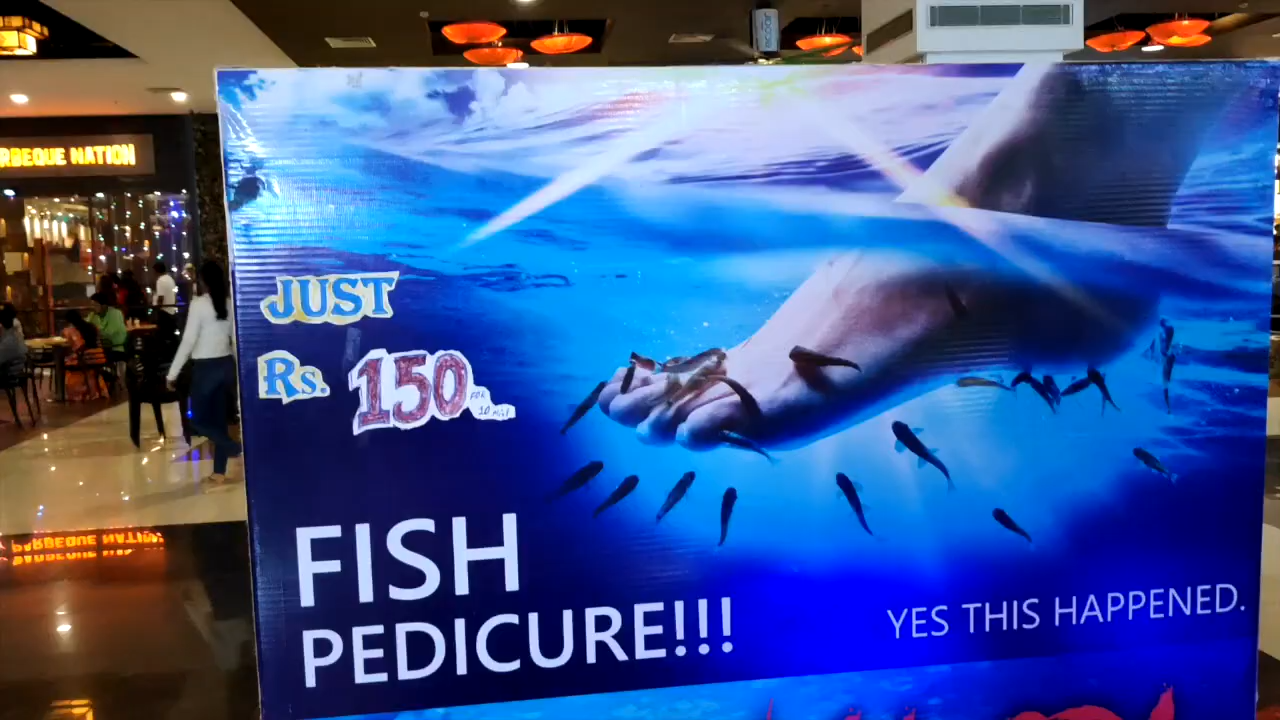 RBEQUE NATION
JUST
Rs. 150 FOR
10 Min!
FISH
PEDICURE!!!
YES THIS HAPPENED.